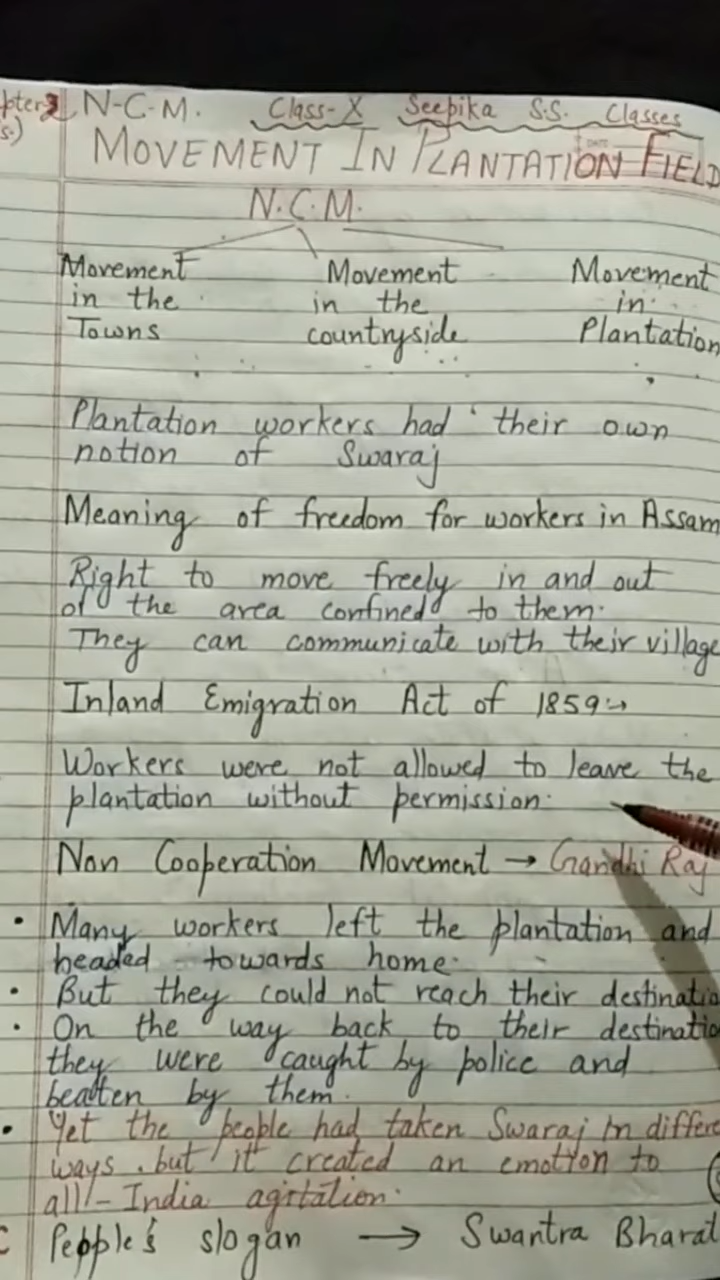 pter-3 N-C-M. Class-X Seepika S.S. Classes
s.)
MOVEMENT IN PLANTATION FIELD
N.C.M.
Movement in the Towns
Movement in the countryside
Movement in Plantation
Plantation workers had their own
notion of Swaraj
Meaning of freedom for workers in Assam
Right to move freely in and out
of the area confined to them.
They can communicate with their village
Inland Emigration Act of 1859:→
Workers were not allowed to leave the
plantation without permission.
Non Cooperation Movement → Gandhi Raj
• Many workers left the plantation and
headed towards home.
• But they could not reach their destinatio
• On the way back to their destinatio
they were caught by police and
beaten by them.
• Yet the people had taken Swaraj in differe
ways, but it created an emotion to
all-India agitation.
People's slogan → Swantra Bharat